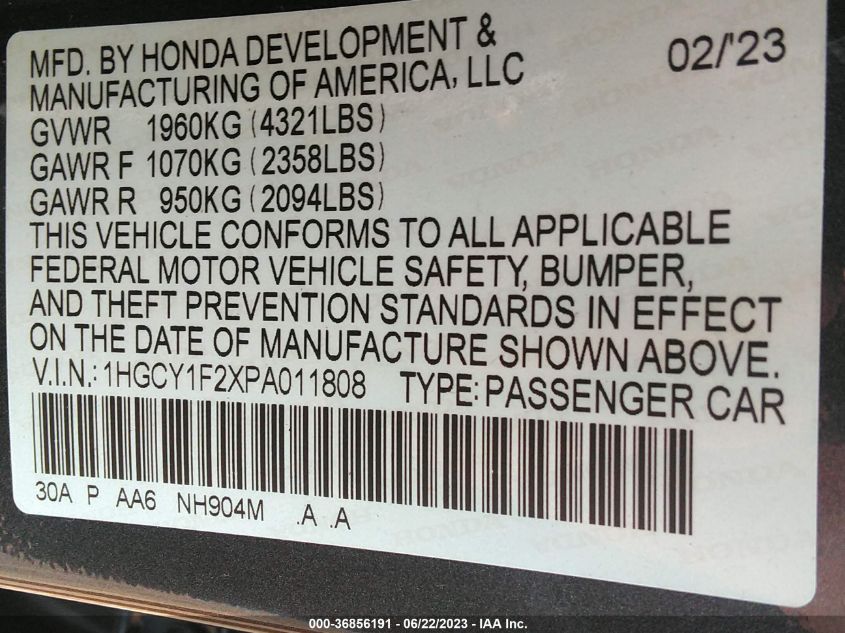 MFD. BY HONDA DEVELOPMENT & 02/'23
MANUFACTURING OF AMERICA, LLC
GVWR 1960KG (4321LBS)
GAWR F 1070KG (2358LBS)
GAWR R 950KG (2094LBS)
THIS VEHICLE CONFORMS TO ALL APPLICABLE
FEDERAL MOTOR VEHICLE SAFETY, BUMPER,
AND THEFT PREVENTION STANDARDS IN EFFECT
ON THE DATE OF MANUFACTURE SHOWN ABOVE.
V.I.N.: 1HGCY1F2XPA011808 TYPE: PASSENGER CAR
30A P AA6 NH904M .A .A
000-36856191 - 06/22/2023 - IAA Inc.